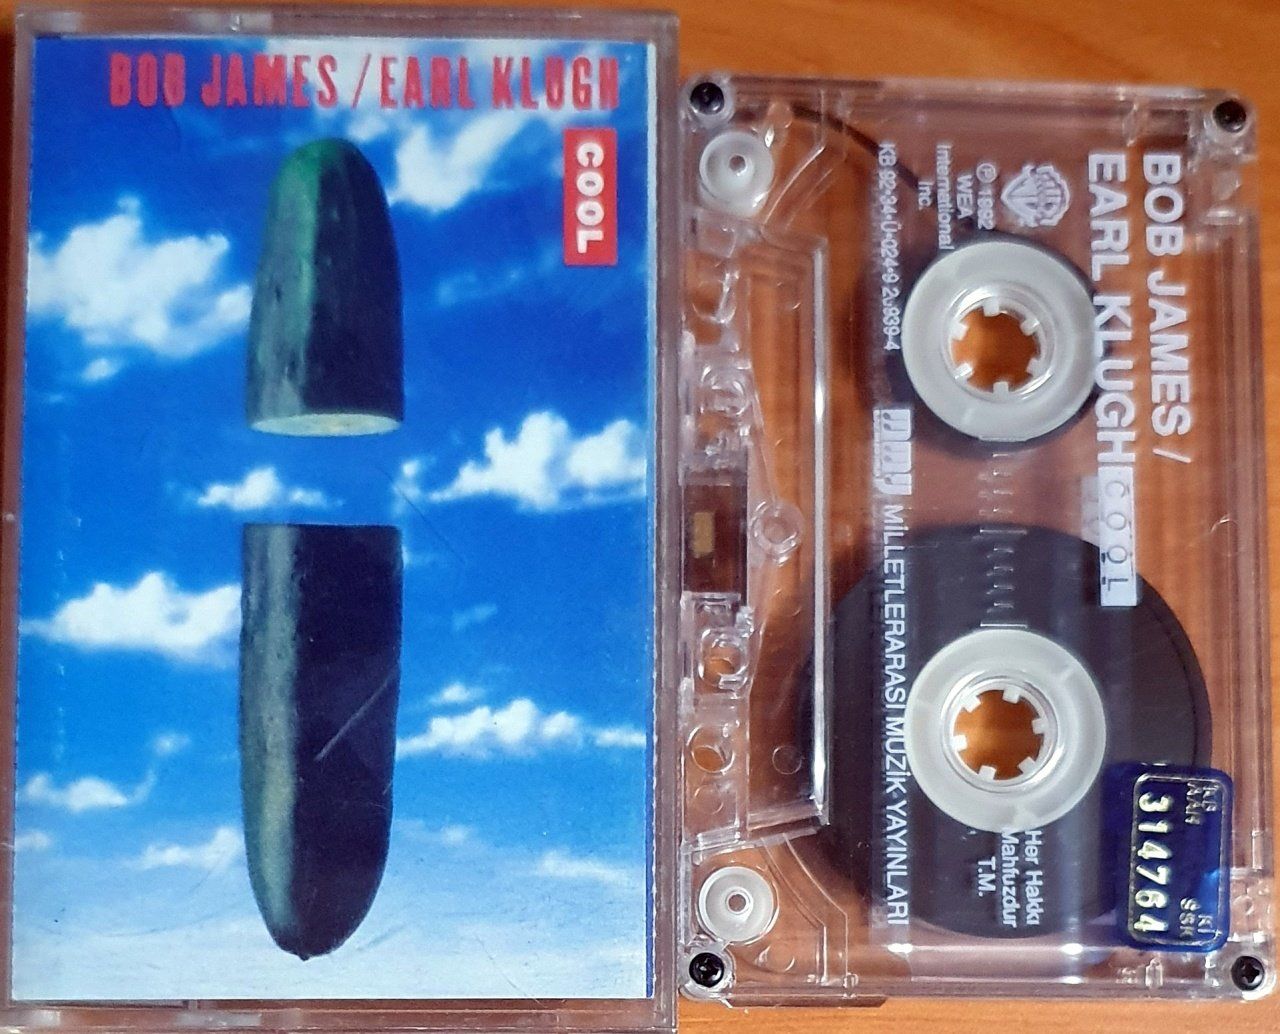 BOB JAMES / EARL KLUGH
COOL
BOB JAMES /
EARL KLUGH COOL
℗ 1992
WEA
International
Inc.
MİLLETLERARASI MÜZİK YAYINLARI
Her Hakkı
Mahfuzdur
T.M.
314764